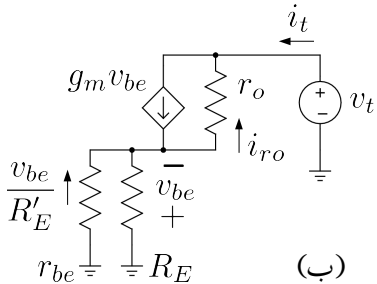 i_t
g_m v_be
r_o
+
−
v_t
i_ro
−
v_be
+
v_be
R'_E
r_be
R_E
(ب)